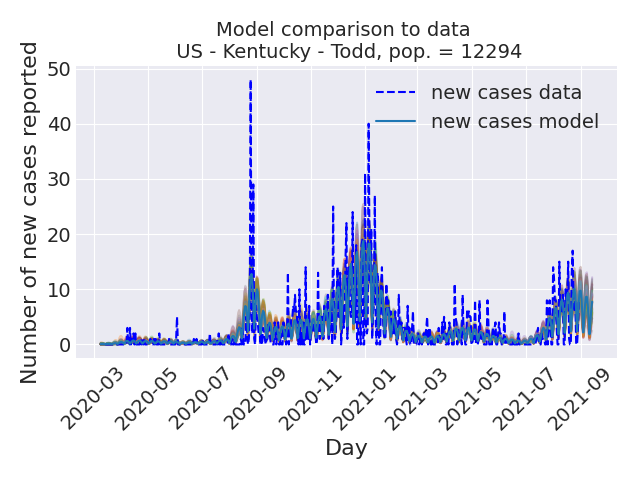 Model comparison to data
US - Kentucky - Todd, pop. = 12294
Number of new cases reported
50
40
30
20
10
0
new cases data
new cases model
2020-03
2020-05
2020-07
2020-09
2020-11
2021-01
2021-03
2021-05
2021-07
2021-09
Day